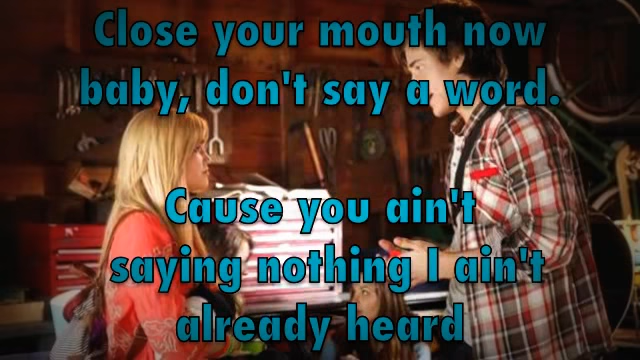 Close your mouth now
baby, don't say a word.
Cause you ain't
saying nothing I ain't
already heard